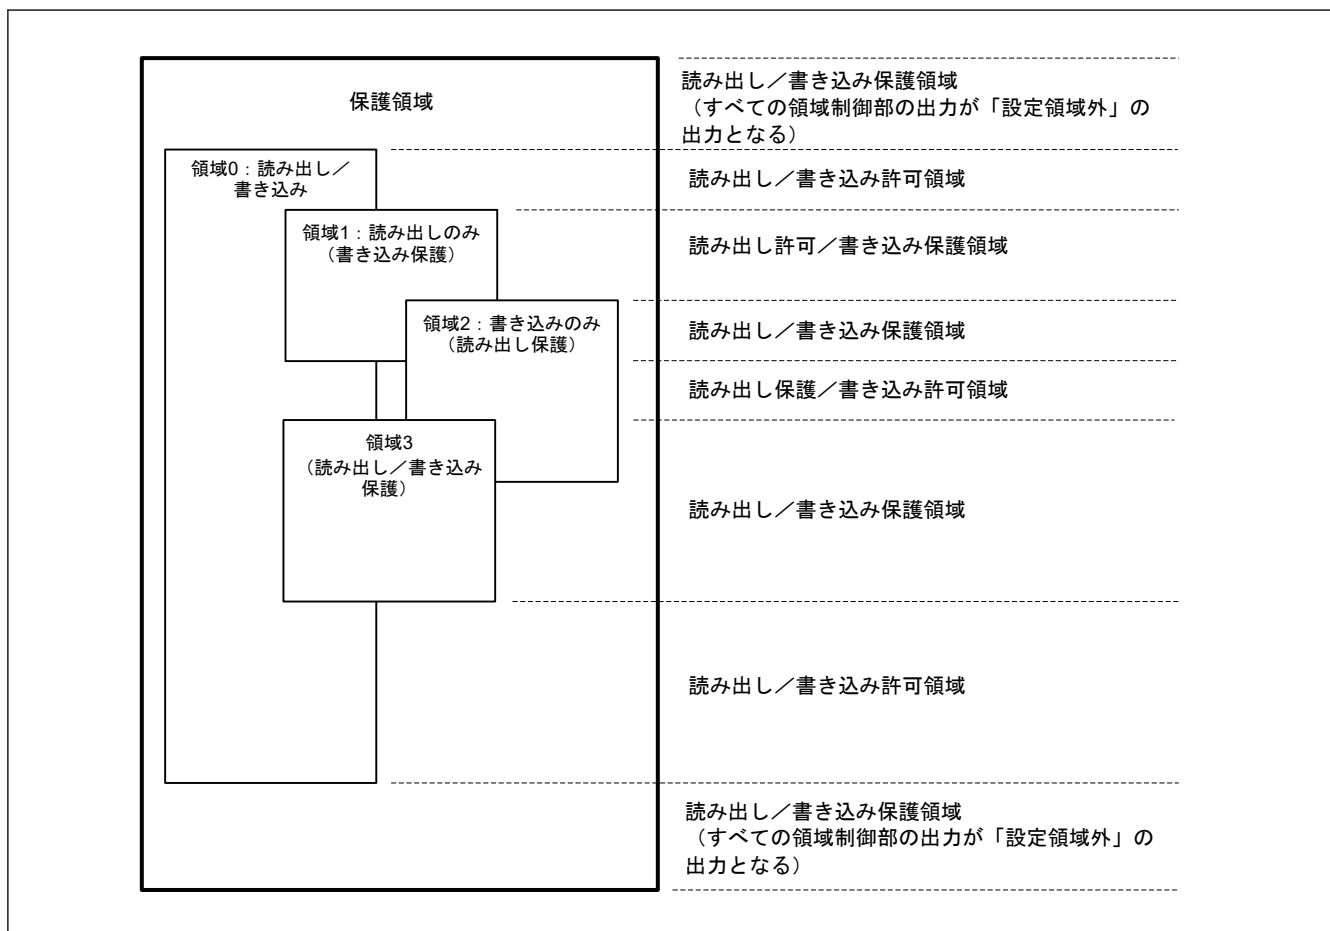 保護領域
読み出し／書き込み保護領域
（すべての領域制御部の出力が「設定領域外」の
出力となる）
領域0：読み出し／
書き込み
読み出し／書き込み許可領域
領域1：読み出しのみ
（書き込み保護）
読み出し許可／書き込み保護領域
領域2：書き込みのみ
（読み出し保護）
読み出し／書き込み保護領域
読み出し保護／書き込み許可領域
領域3
（読み出し／書き込み
保護）
読み出し／書き込み保護領域
読み出し／書き込み許可領域
読み出し／書き込み保護領域
（すべての領域制御部の出力が「設定領域外」の
出力となる）